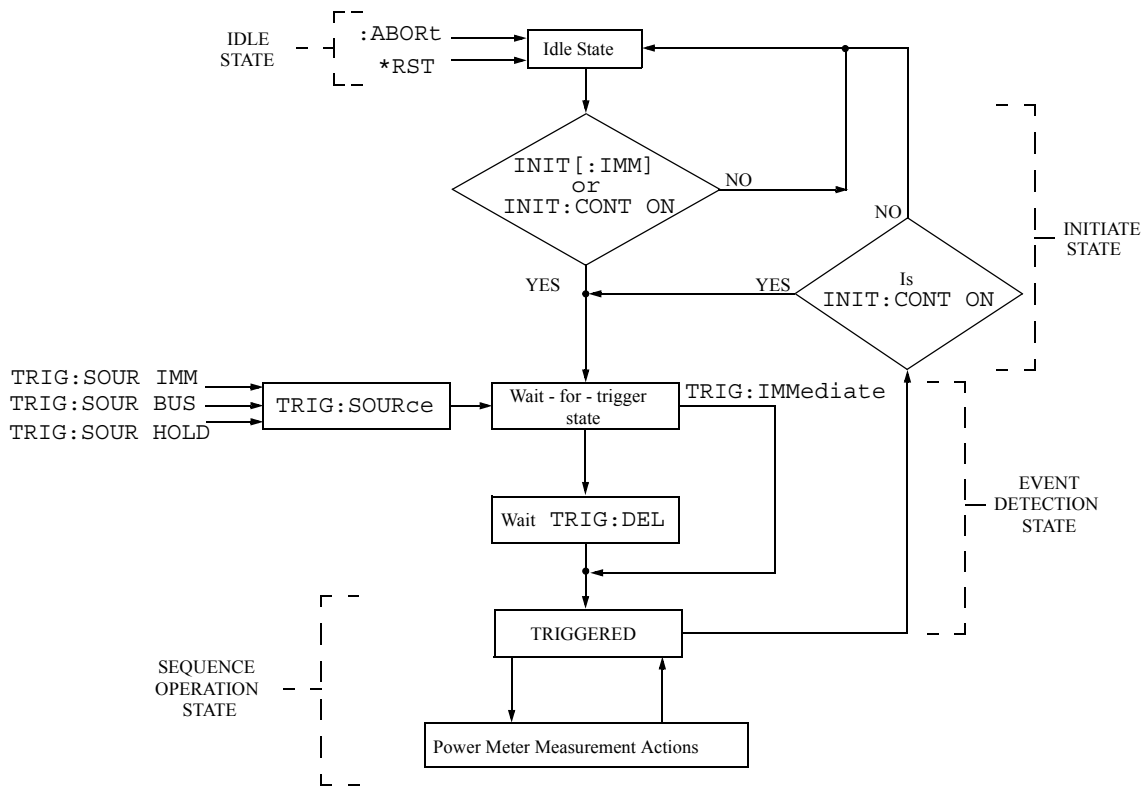 IDLE
STATE
:ABORt
*RST
Idle State
INIT[:IMM]
or
INIT:CONT ON
NO
YES
NO
Is
INIT:CONT ON
YES
INITIATE
STATE
TRIG:SOUR IMM
TRIG:SOUR BUS
TRIG:SOUR HOLD
TRIG:SOURce
Wait - for - trigger
state
TRIG:IMMediate
Wait TRIG:DEL
EVENT
DETECTION
STATE
TRIGGERED
SEQUENCE
OPERATION
STATE
Power Meter Measurement Actions